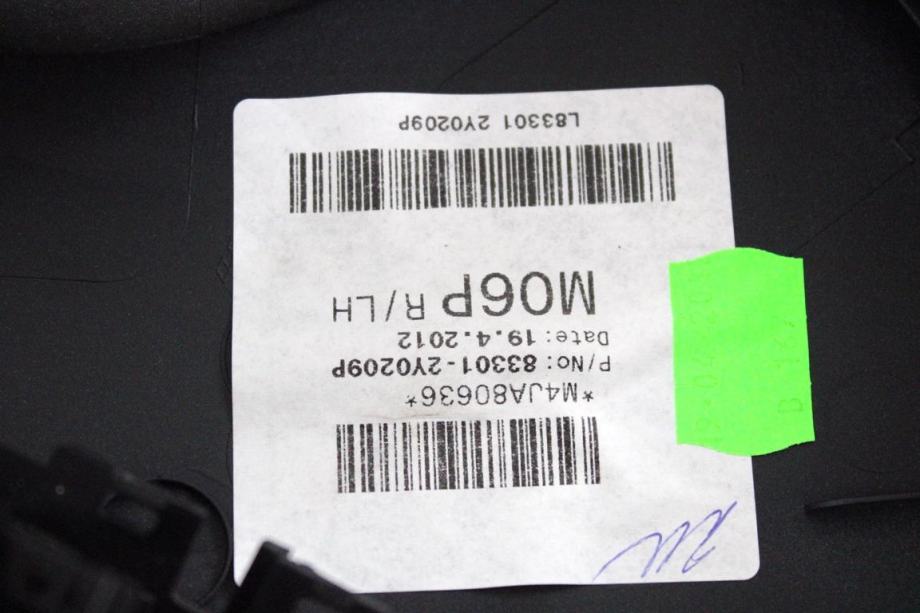 *M4JA80636*
P/No: 83301-2Y0209P
Date: 19.4.2012
M06P R/LH
L83301 2Y0209P